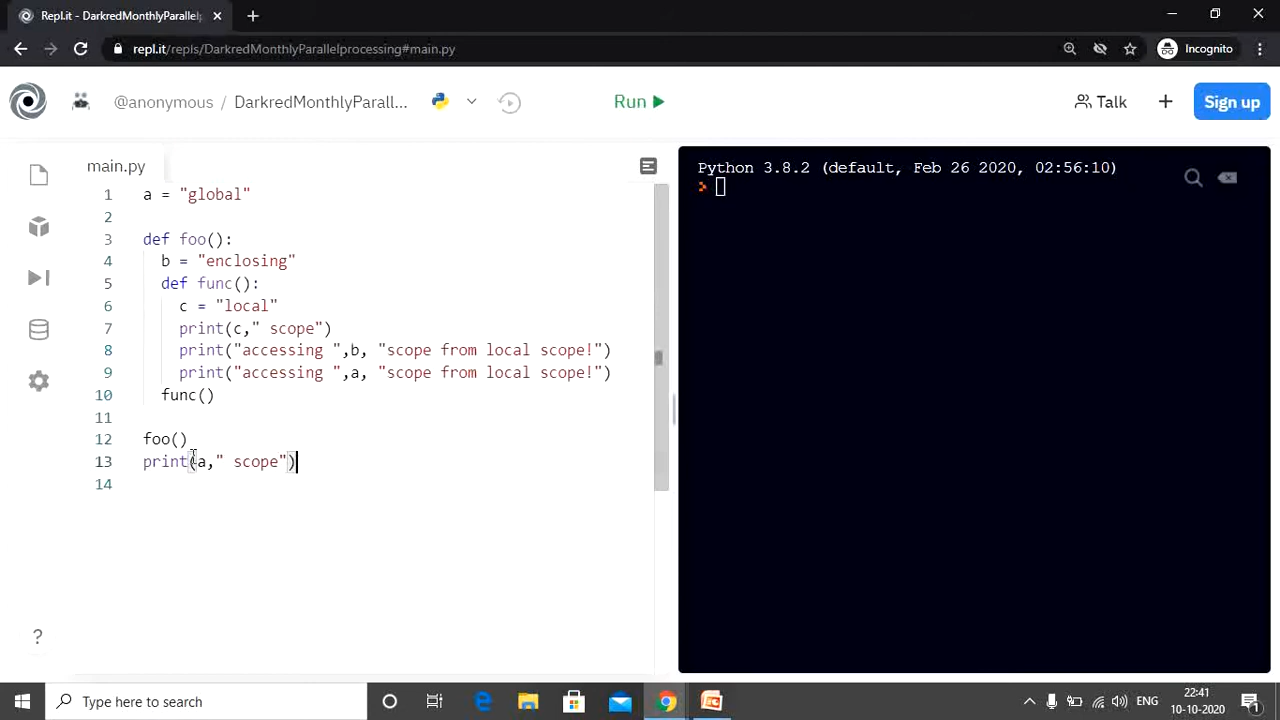 Repl.it - DarkredMonthlyParallelp
repl.it/repls/DarkredMonthlyParallelprocessing#main.py
Incognito
@anonymous / DarkredMonthlyParall...
Run
Talk
Sign up
main.py
1 a = "global"
2
3 def foo():
4 b = "enclosing"
5 def func():
6 c = "local"
7 print(c," scope")
8 print("accessing ",b, "scope from local scope!")
9 print("accessing ",a, "scope from local scope!")
10 func()
11
12 foo()
13 print(a," scope")
14
Python 3.8.2 (default, Feb 26 2020, 02:56:10)
>
?
Type here to search
ENG
22:41
10-10-2020
1